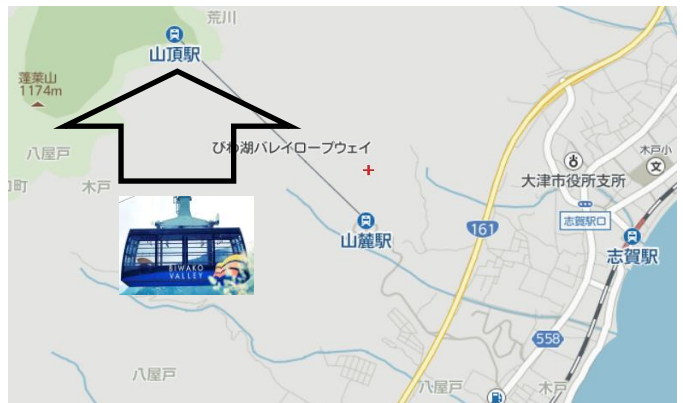 荒川
山頂駅
蓬莱山
1174m
びわ湖バレイロープウェイ
八屋戸
木戸
口町
木戸小
文
大津市役所支所
志賀駅口
161
山麓駅
志賀駅
BIWAKO
VALLEY
558
八屋戸
八屋戸
木戸